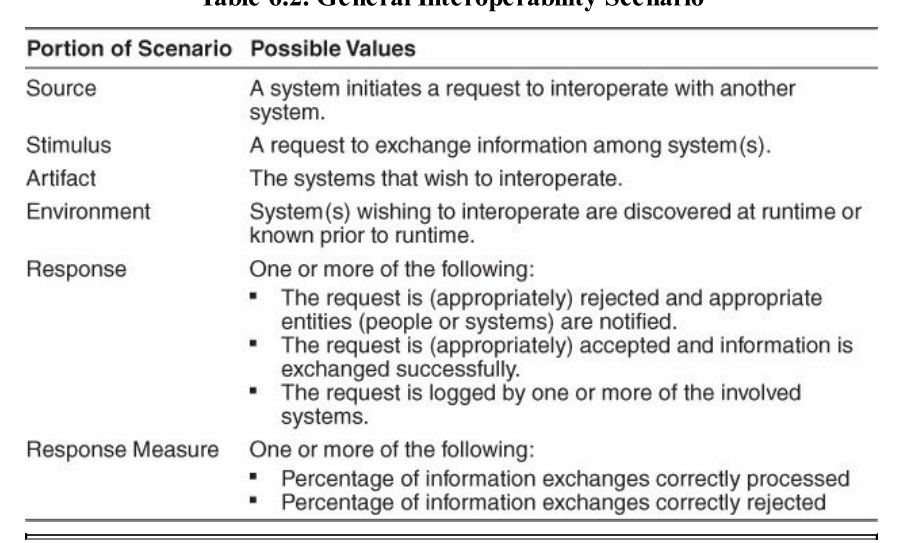 Table 6.2. General Interoperability Scenario
Portion of Scenario Possible Values
Source A system initiates a request to interoperate with another
system.
Stimulus A request to exchange information among system(s).
Artifact The systems that wish to interoperate.
Environment System(s) wishing to interoperate are discovered at runtime or
known prior to runtime.
Response One or more of the following:
▪ The request is (appropriately) rejected and appropriate
entities (people or systems) are notified.
▪ The request is (appropriately) accepted and information is
exchanged successfully.
▪ The request is logged by one or more of the involved
systems.
Response Measure One or more of the following:
▪ Percentage of information exchanges correctly processed
▪ Percentage of information exchanges correctly rejected